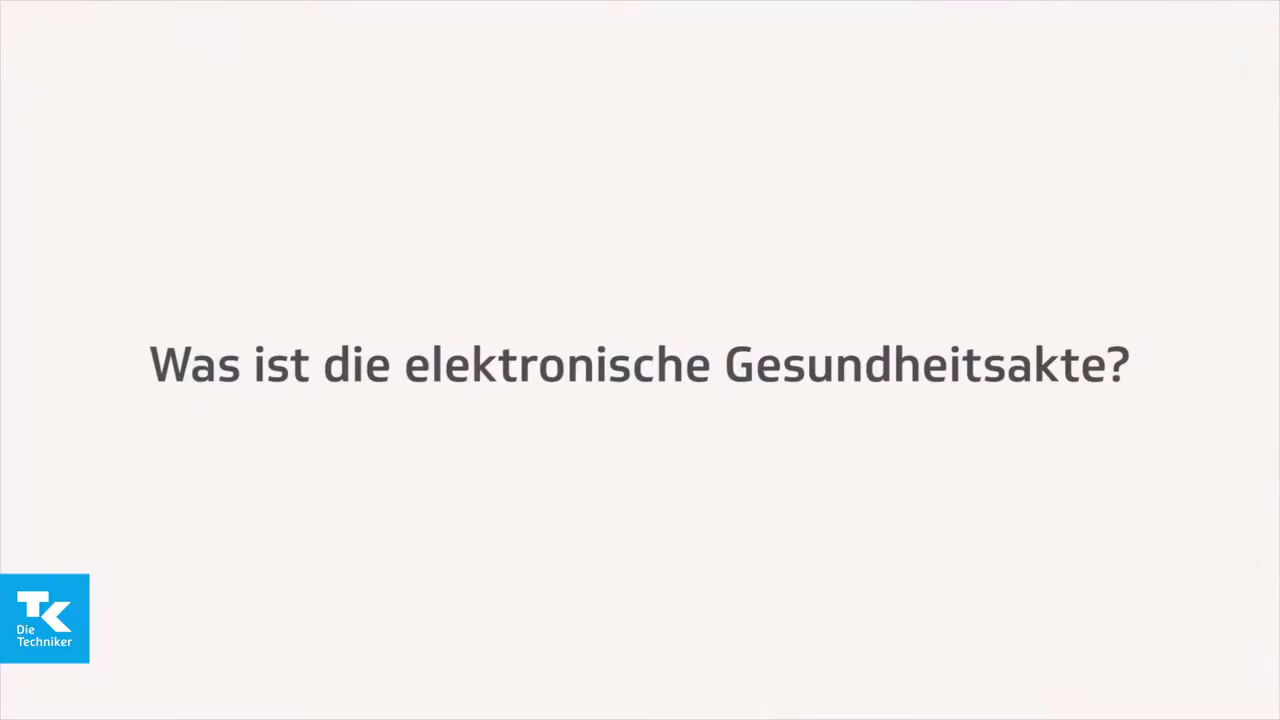 Was ist die elektronische Gesundheitsakte?
TK
Die
Techniker